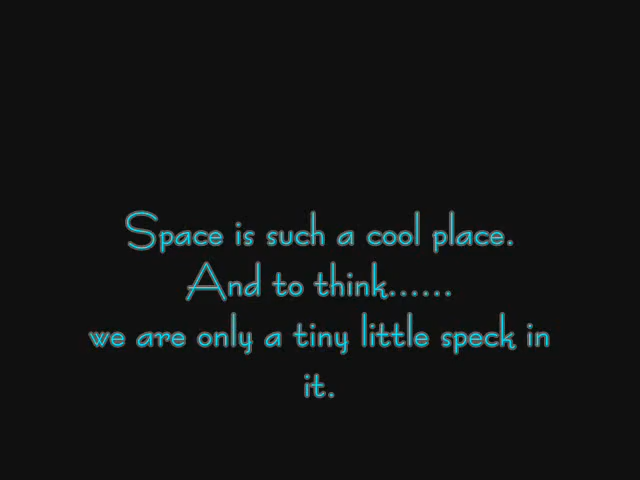 Space is such a cool place.
And to think......
we are only a tiny little speck in
it.